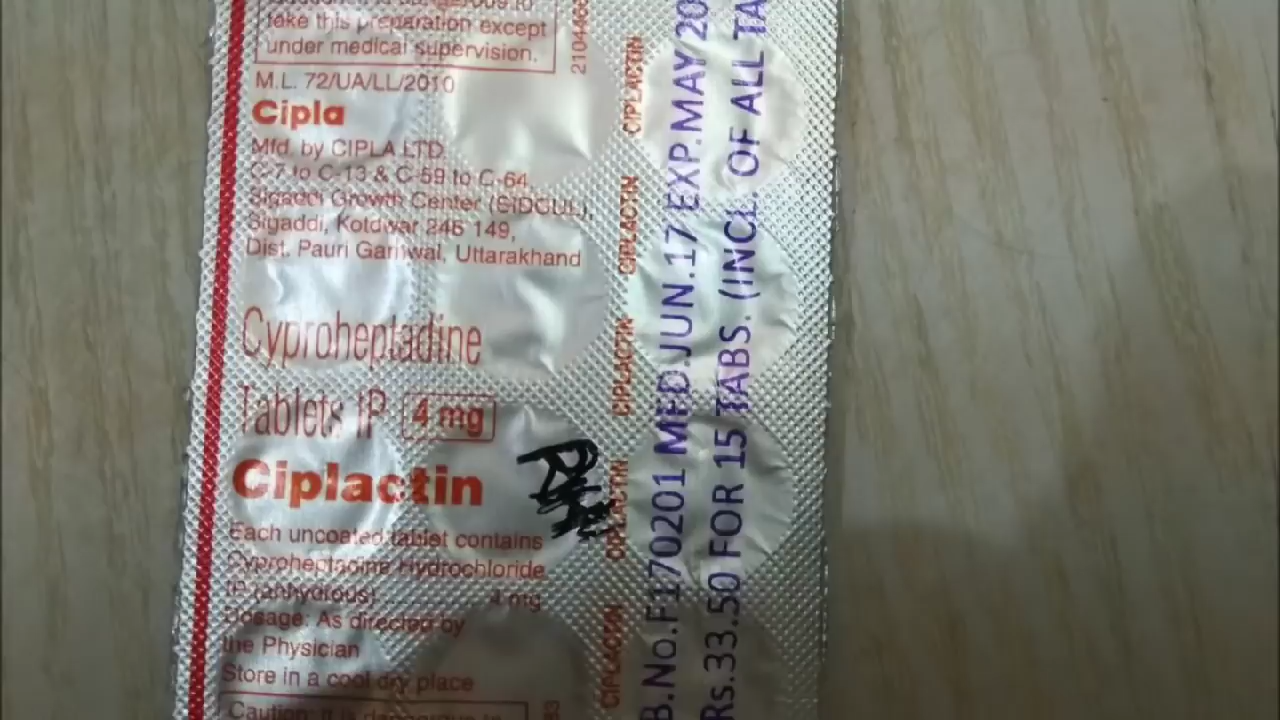 take this preparation except
under medical supervision.
M.L. 72/UA/LL/2010
Cipla
Mfd. by CIPLA LTD.
C-7 to C-13 & C-59 to C-64,
Sigaddi Growth Center (SIDCUL),
Sigaddi, Kotdwar 246 149,
Dist. Pauri Garhwal, Uttarakhand
Cyproheptadine
Tablets IP 4 mg
Ciplactin
Each uncoated tablet contains
Cyproheptadine Hydrochloride
IP (anhydrous) 4 mg
Dosage: As directed by
the Physician
Store in a cool dry place
Caution: It is dangerous to
CIPLACTIN
CIPLACTIN
CIPLACTIN
CIPLACTIN
CIPLACTIN
B.No.F170201 MFD.JUN.17 EXP.MAY 20
Rs.33.50 FOR 15 TABS. (INCL. OF ALL TA